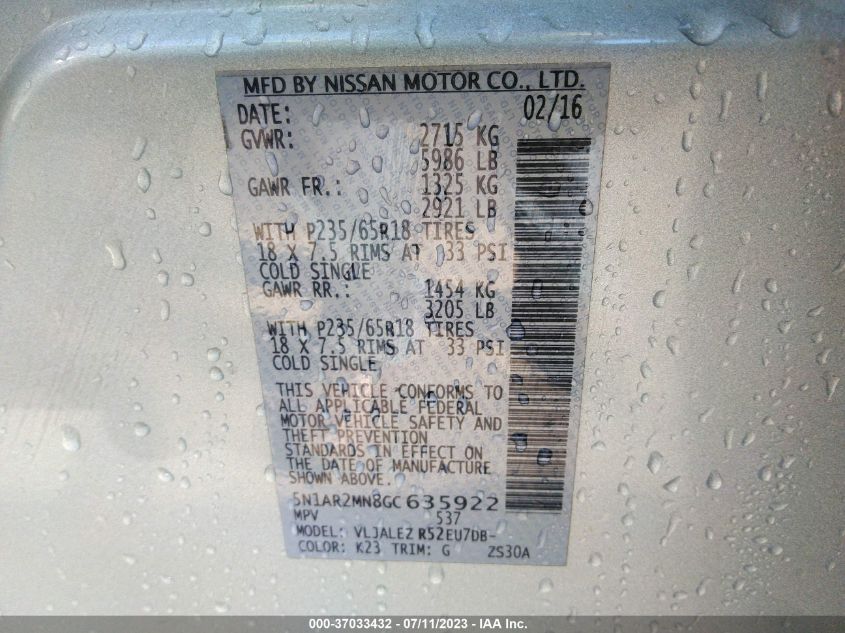 MFD BY NISSAN MOTOR CO., LTD.
DATE: 02/16
GVWR: 2715 KG
5986 LB
GAWR FR.: 1325 KG
2921 LB
WITH P235/65R18 TIRES
18 X 7.5 RIMS AT 33 PSI
COLD SINGLE
GAWR RR.: 1454 KG
3205 LB
WITH P235/65R18 TIRES
18 X 7.5 RIMS AT 33 PSI
COLD SINGLE
THIS VEHICLE CONFORMS TO
ALL APPLICABLE FEDERAL
MOTOR VEHICLE SAFETY AND
THEFT PREVENTION
STANDARDS IN EFFECT ON
THE DATE OF MANUFACTURE
SHOWN ABOVE.
5N1AR2MN8GC635922
MPV 537
MODEL: VLJALEZ R52EU7DB-
COLOR: K23 TRIM: G ZS30A
000-37033432 - 07/11/2023 - IAA Inc.